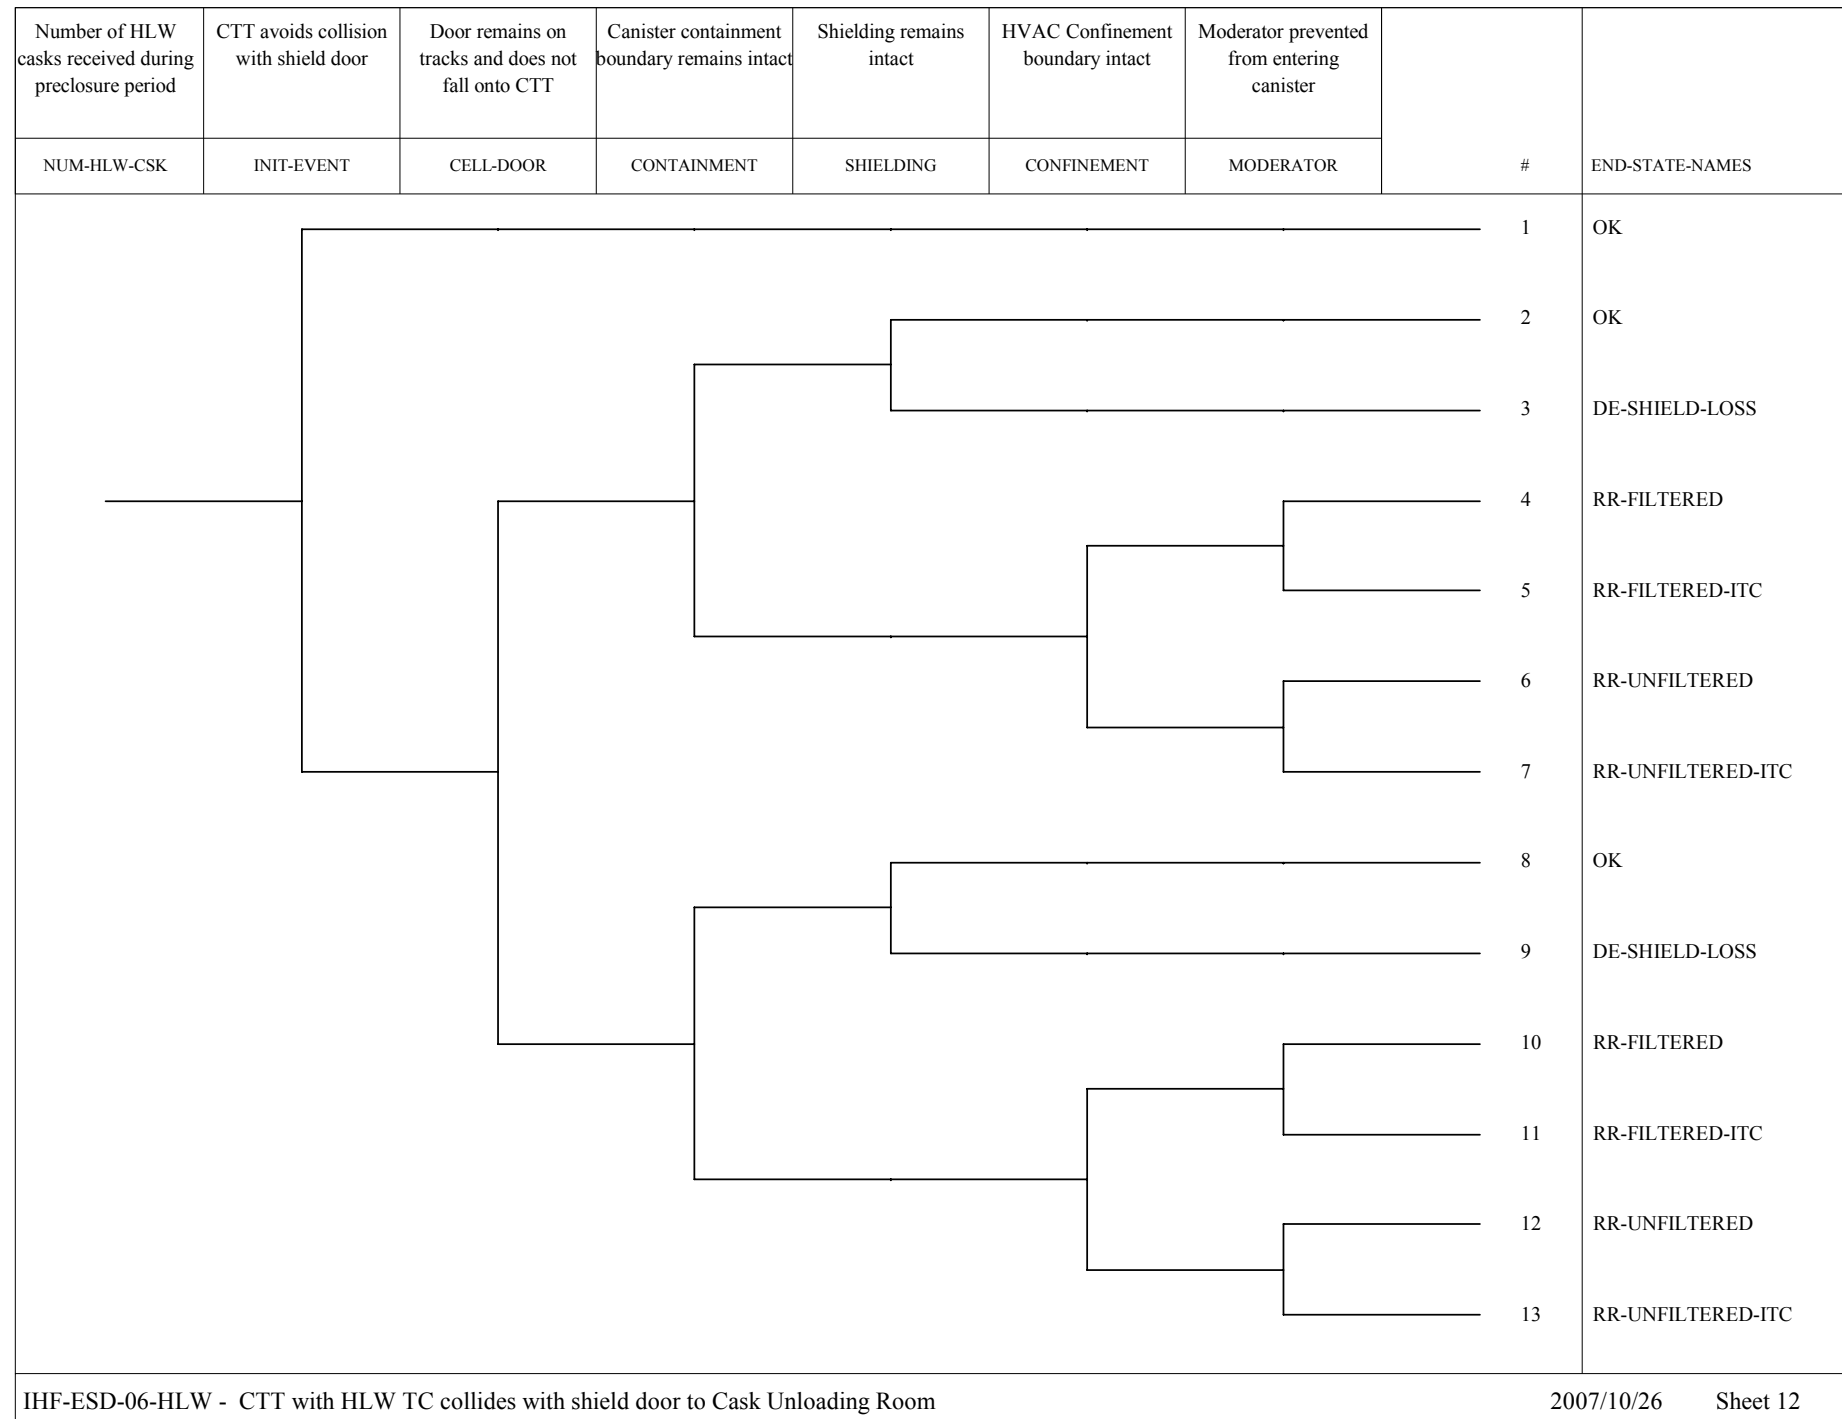 Number of HLW
casks received during
preclosure period
CTT avoids collision
with shield door
Door remains on
tracks and does not
fall onto CTT
Canister containment
boundary remains intact
Shielding remains
intact
HVAC Confinement
boundary intact
Moderator prevented
from entering
canister
NUM-HLW-CSK INIT-EVENT CELL-DOOR CONTAINMENT SHIELDING CONFINEMENT MODERATOR # END-STATE-NAMES
1 OK
2 OK
3 DE-SHIELD-LOSS
4 RR-FILTERED
5 RR-FILTERED-ITC
6 RR-UNFILTERED
7 RR-UNFILTERED-ITC
8 OK
9 DE-SHIELD-LOSS
10 RR-FILTERED
11 RR-FILTERED-ITC
12 RR-UNFILTERED
13 RR-UNFILTERED-ITC
IHF-ESD-06-HLW - CTT with HLW TC collides with shield door to Cask Unloading Room 2007/10/26 Sheet 12